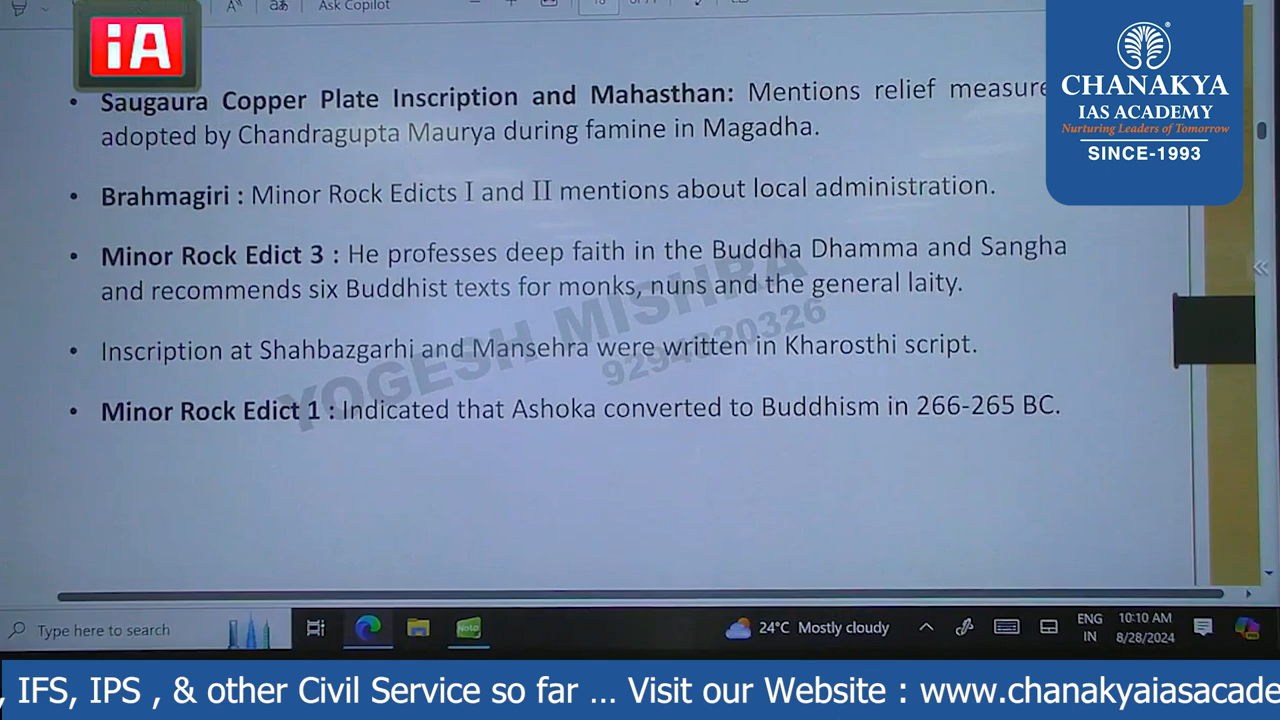 Ask Copilot
iA
CHANAKYA
IAS ACADEMY
Nurturing Leaders of Tomorrow
SINCE-1993
• Saugaura Copper Plate Inscription and Mahasthan: Mentions relief measure
adopted by Chandragupta Maurya during famine in Magadha.
• Brahmagiri : Minor Rock Edicts I and II mentions about local administration.
• Minor Rock Edict 3 : He professes deep faith in the Buddha Dhamma and Sangha
and recommends six Buddhist texts for monks, nuns and the general laity.
YOGESH MISHRA
• Inscription at Shahbazgarhi and Mansehra were written in Kharosthi script.
• Minor Rock Edict 1 : Indicated that Ashoka converted to Buddhism in 266-265 BC.
Type here to search
24°C Mostly cloudy
ENG
IN
10:10 AM
8/28/2024
, IFS, IPS , & other Civil Service so far ... Visit our Website : www.chanakyaiasacade